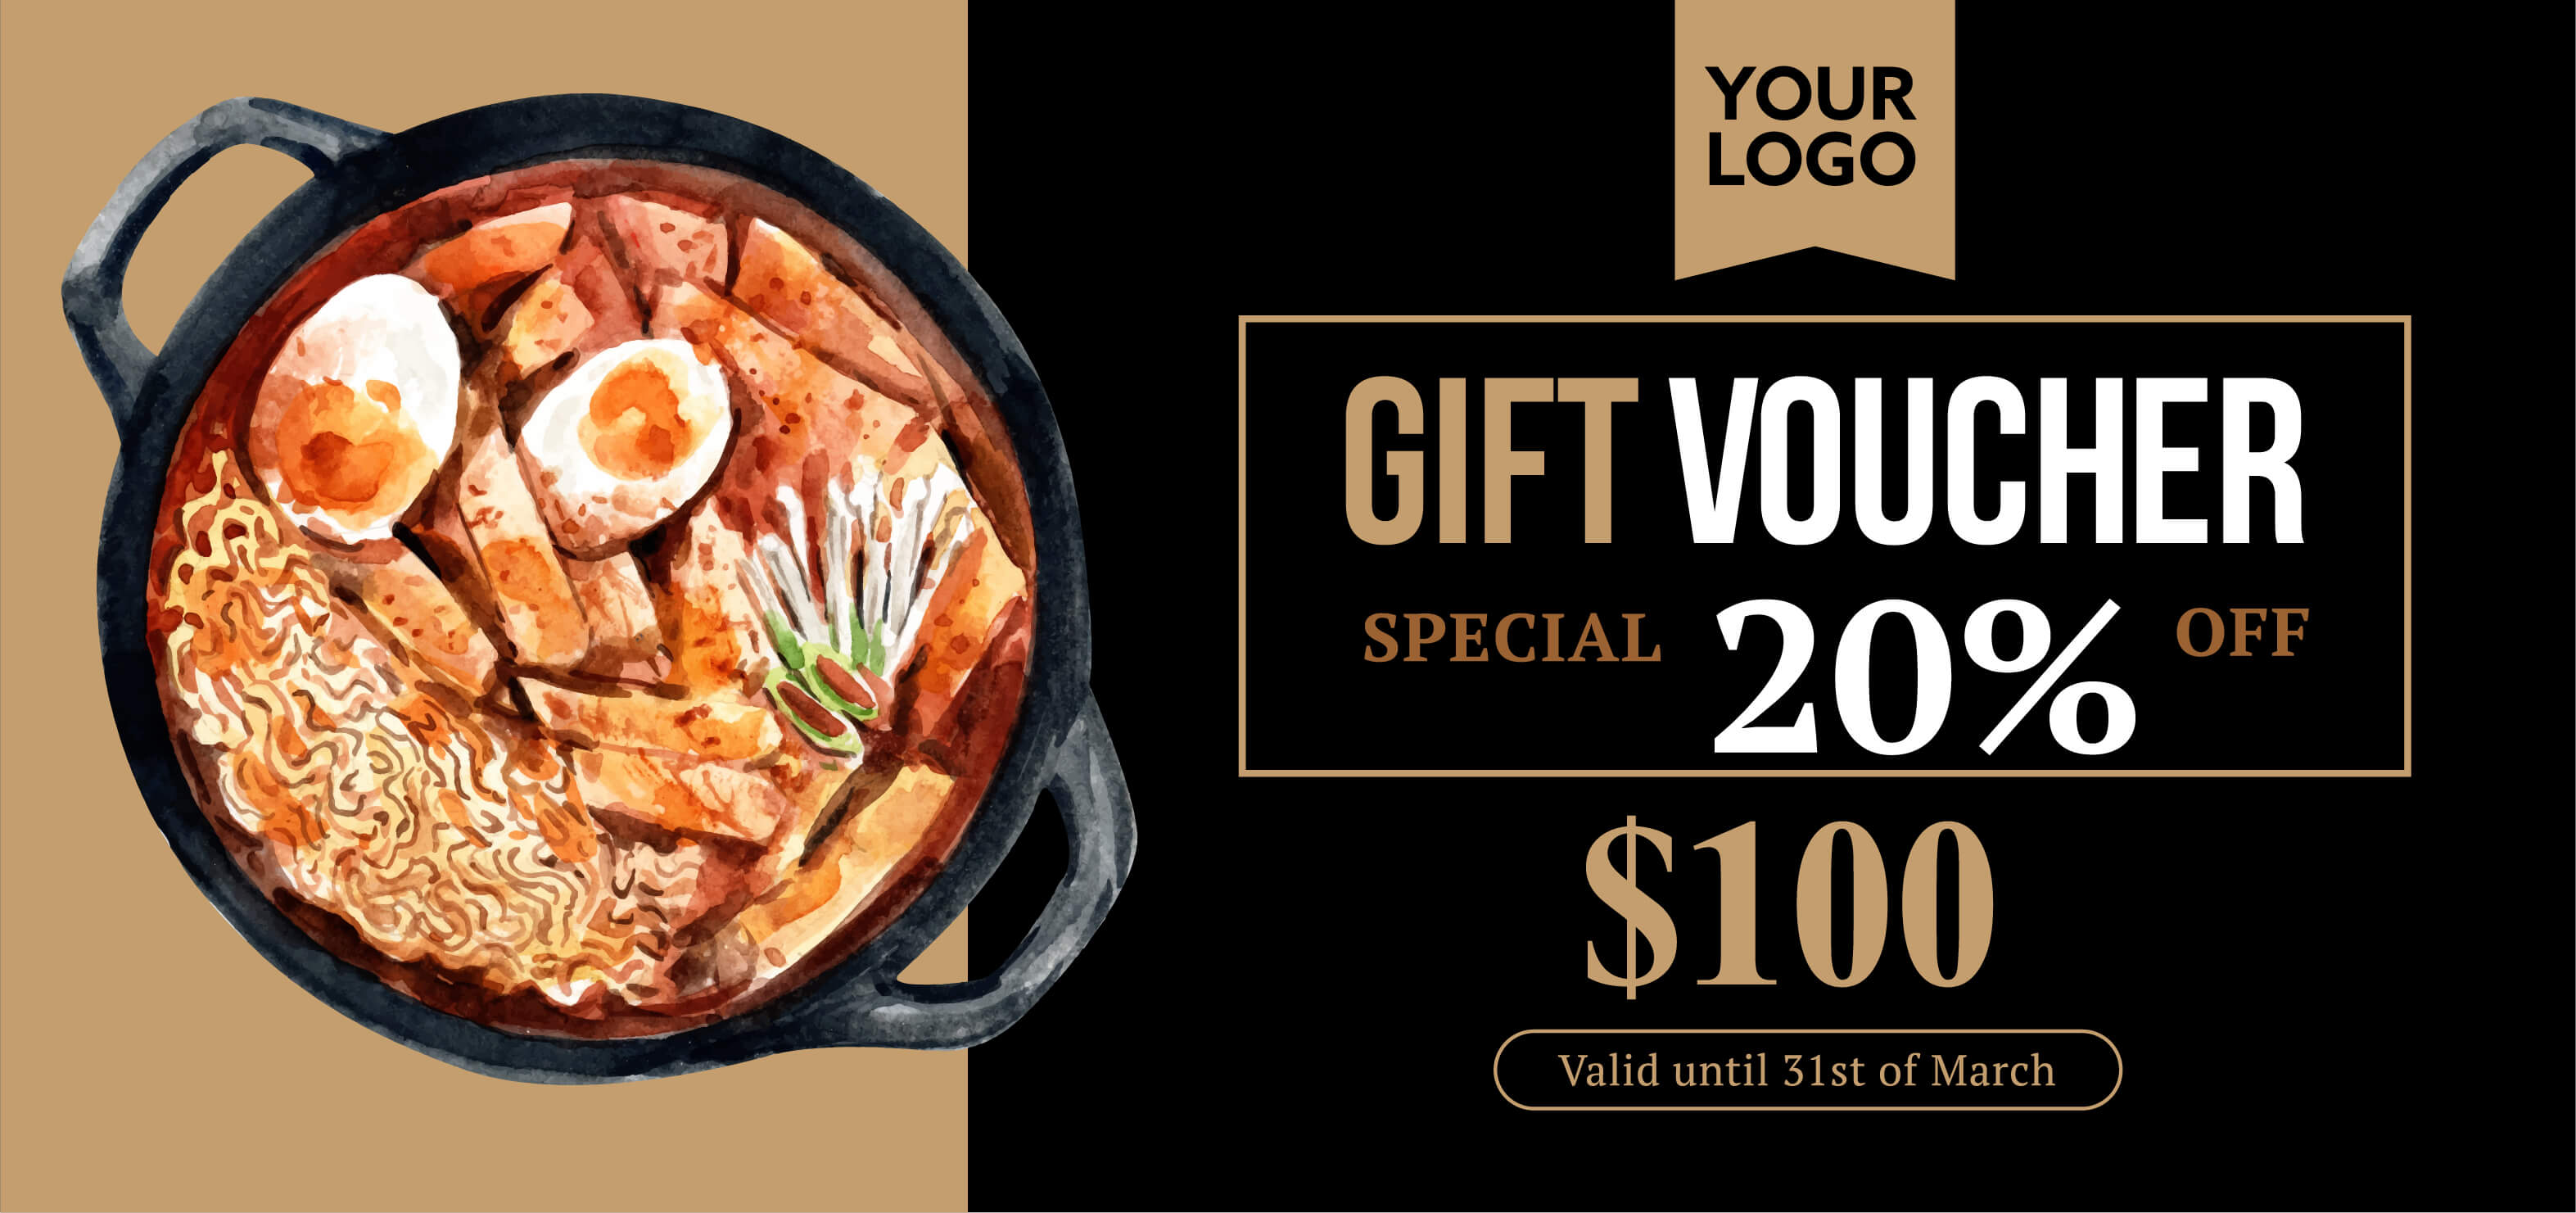 YOUR
LOGO
GIFT VOUCHER
SPECIAL 20% OFF
$100
Valid until 31st of March